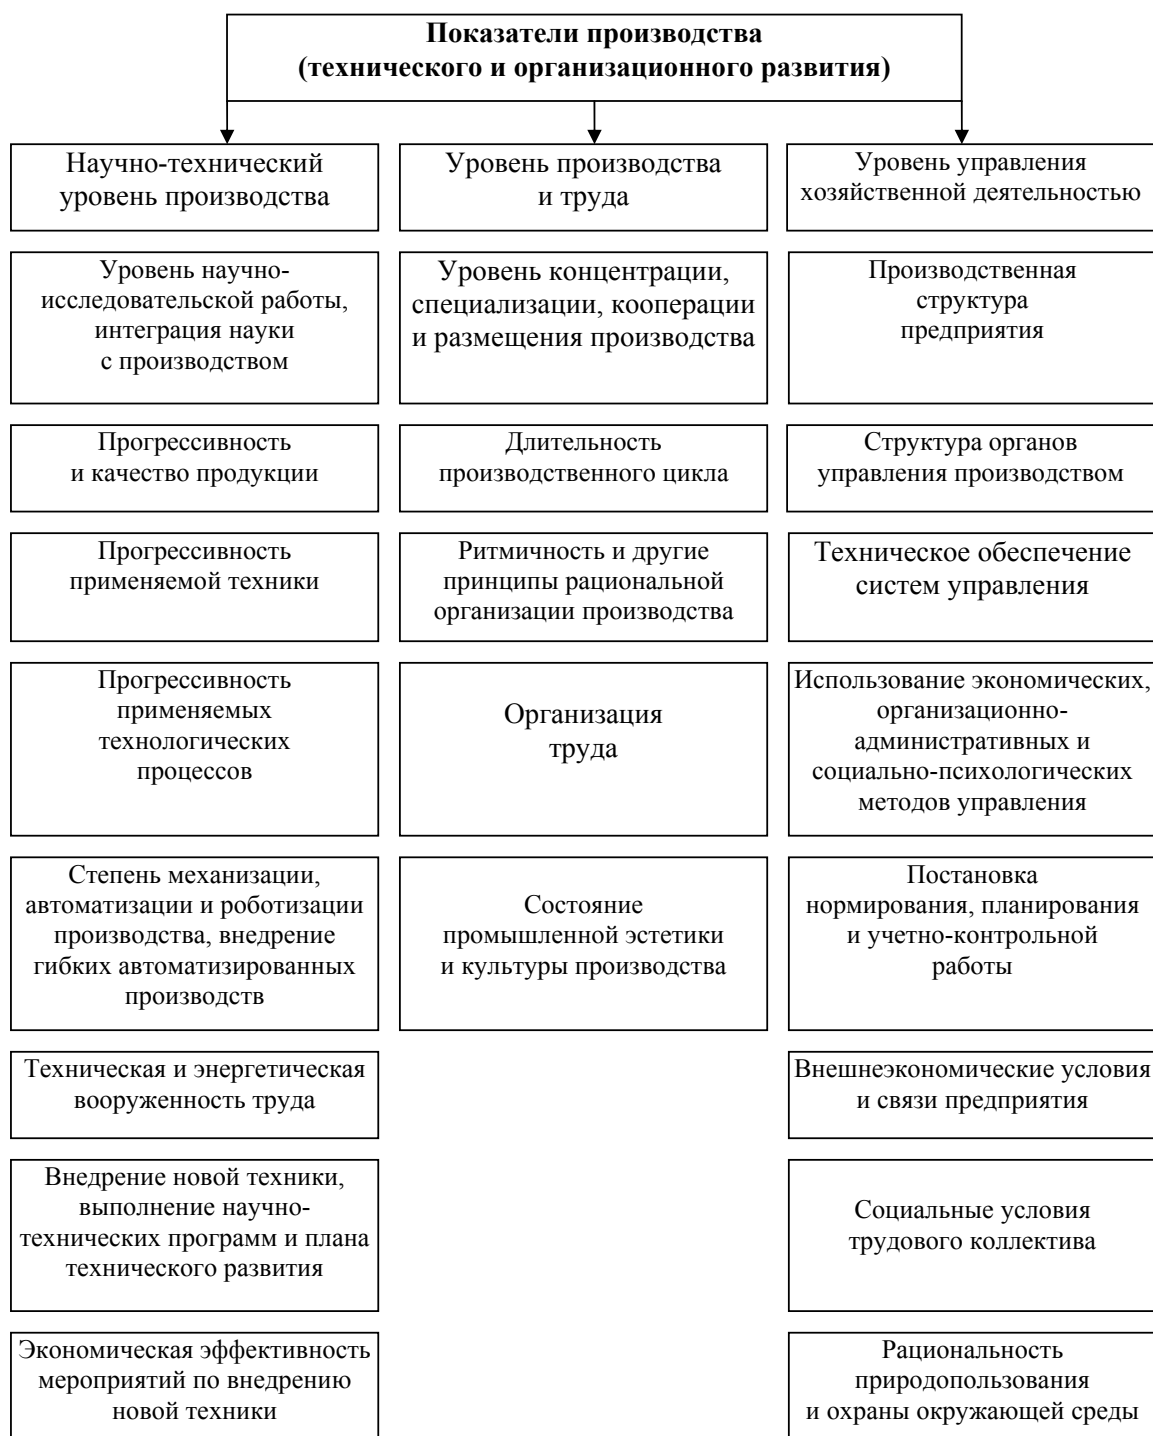 Показатели производства
(технического и организационного развития)
Научно-технический
уровень производства
Уровень научно-
исследовательской работы,
интеграция науки
с производством
Прогрессивность
и качество продукции
Прогрессивность
применяемой техники
Прогрессивность
применяемых
технологических
процессов
Степень механизации,
автоматизации и роботизации
производства, внедрение
гибких автоматизированных
производств
Техническая и энергетическая
вооруженность труда
Внедрение новой техники,
выполнение научно-
технических программ и плана
технического развития
Экономическая эффективность
мероприятий по внедрению
новой техники
Уровень производства
и труда
Уровень концентрации,
специализации, кооперации
и размещения производства
Длительность
производственного цикла
Ритмичность и другие
принципы рациональной
организации производства
Организация
труда
Состояние
промышленной эстетики
и культуры производства
Уровень управления
хозяйственной деятельностью
Производственная
структура
предприятия
Структура органов
управления производством
Техническое обеспечение
систем управления
Использование экономических,
организационно-
административных и
социально-психологических
методов управления
Постановка
нормирования, планирования
и учетно-контрольной
работы
Внешнеэкономические условия
и связи предприятия
Социальные условия
трудового коллектива
Рациональность
природопользования
и охраны окружающей среды